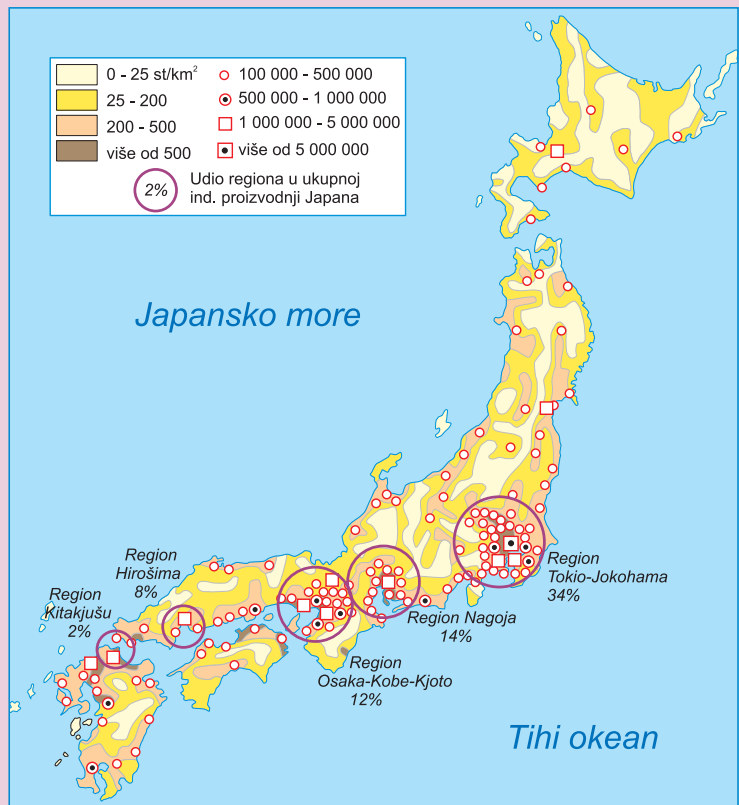 0 - 25 st/km²
25 - 200
200 - 500
više od 500
100 000 - 500 000
500 000 - 1 000 000
1 000 000 - 5 000 000
više od 5 000 000
2%
Udio regiona u ukupnoj
ind. proizvodnji Japana
Japansko more
Region
Hirošima
8%
Region
Kitakjušu
2%
Region
Tokio-Jokohama
34%
Region Nagoja
14%
Region
Osaka-Kobe-Kjoto
12%
Tihi okean